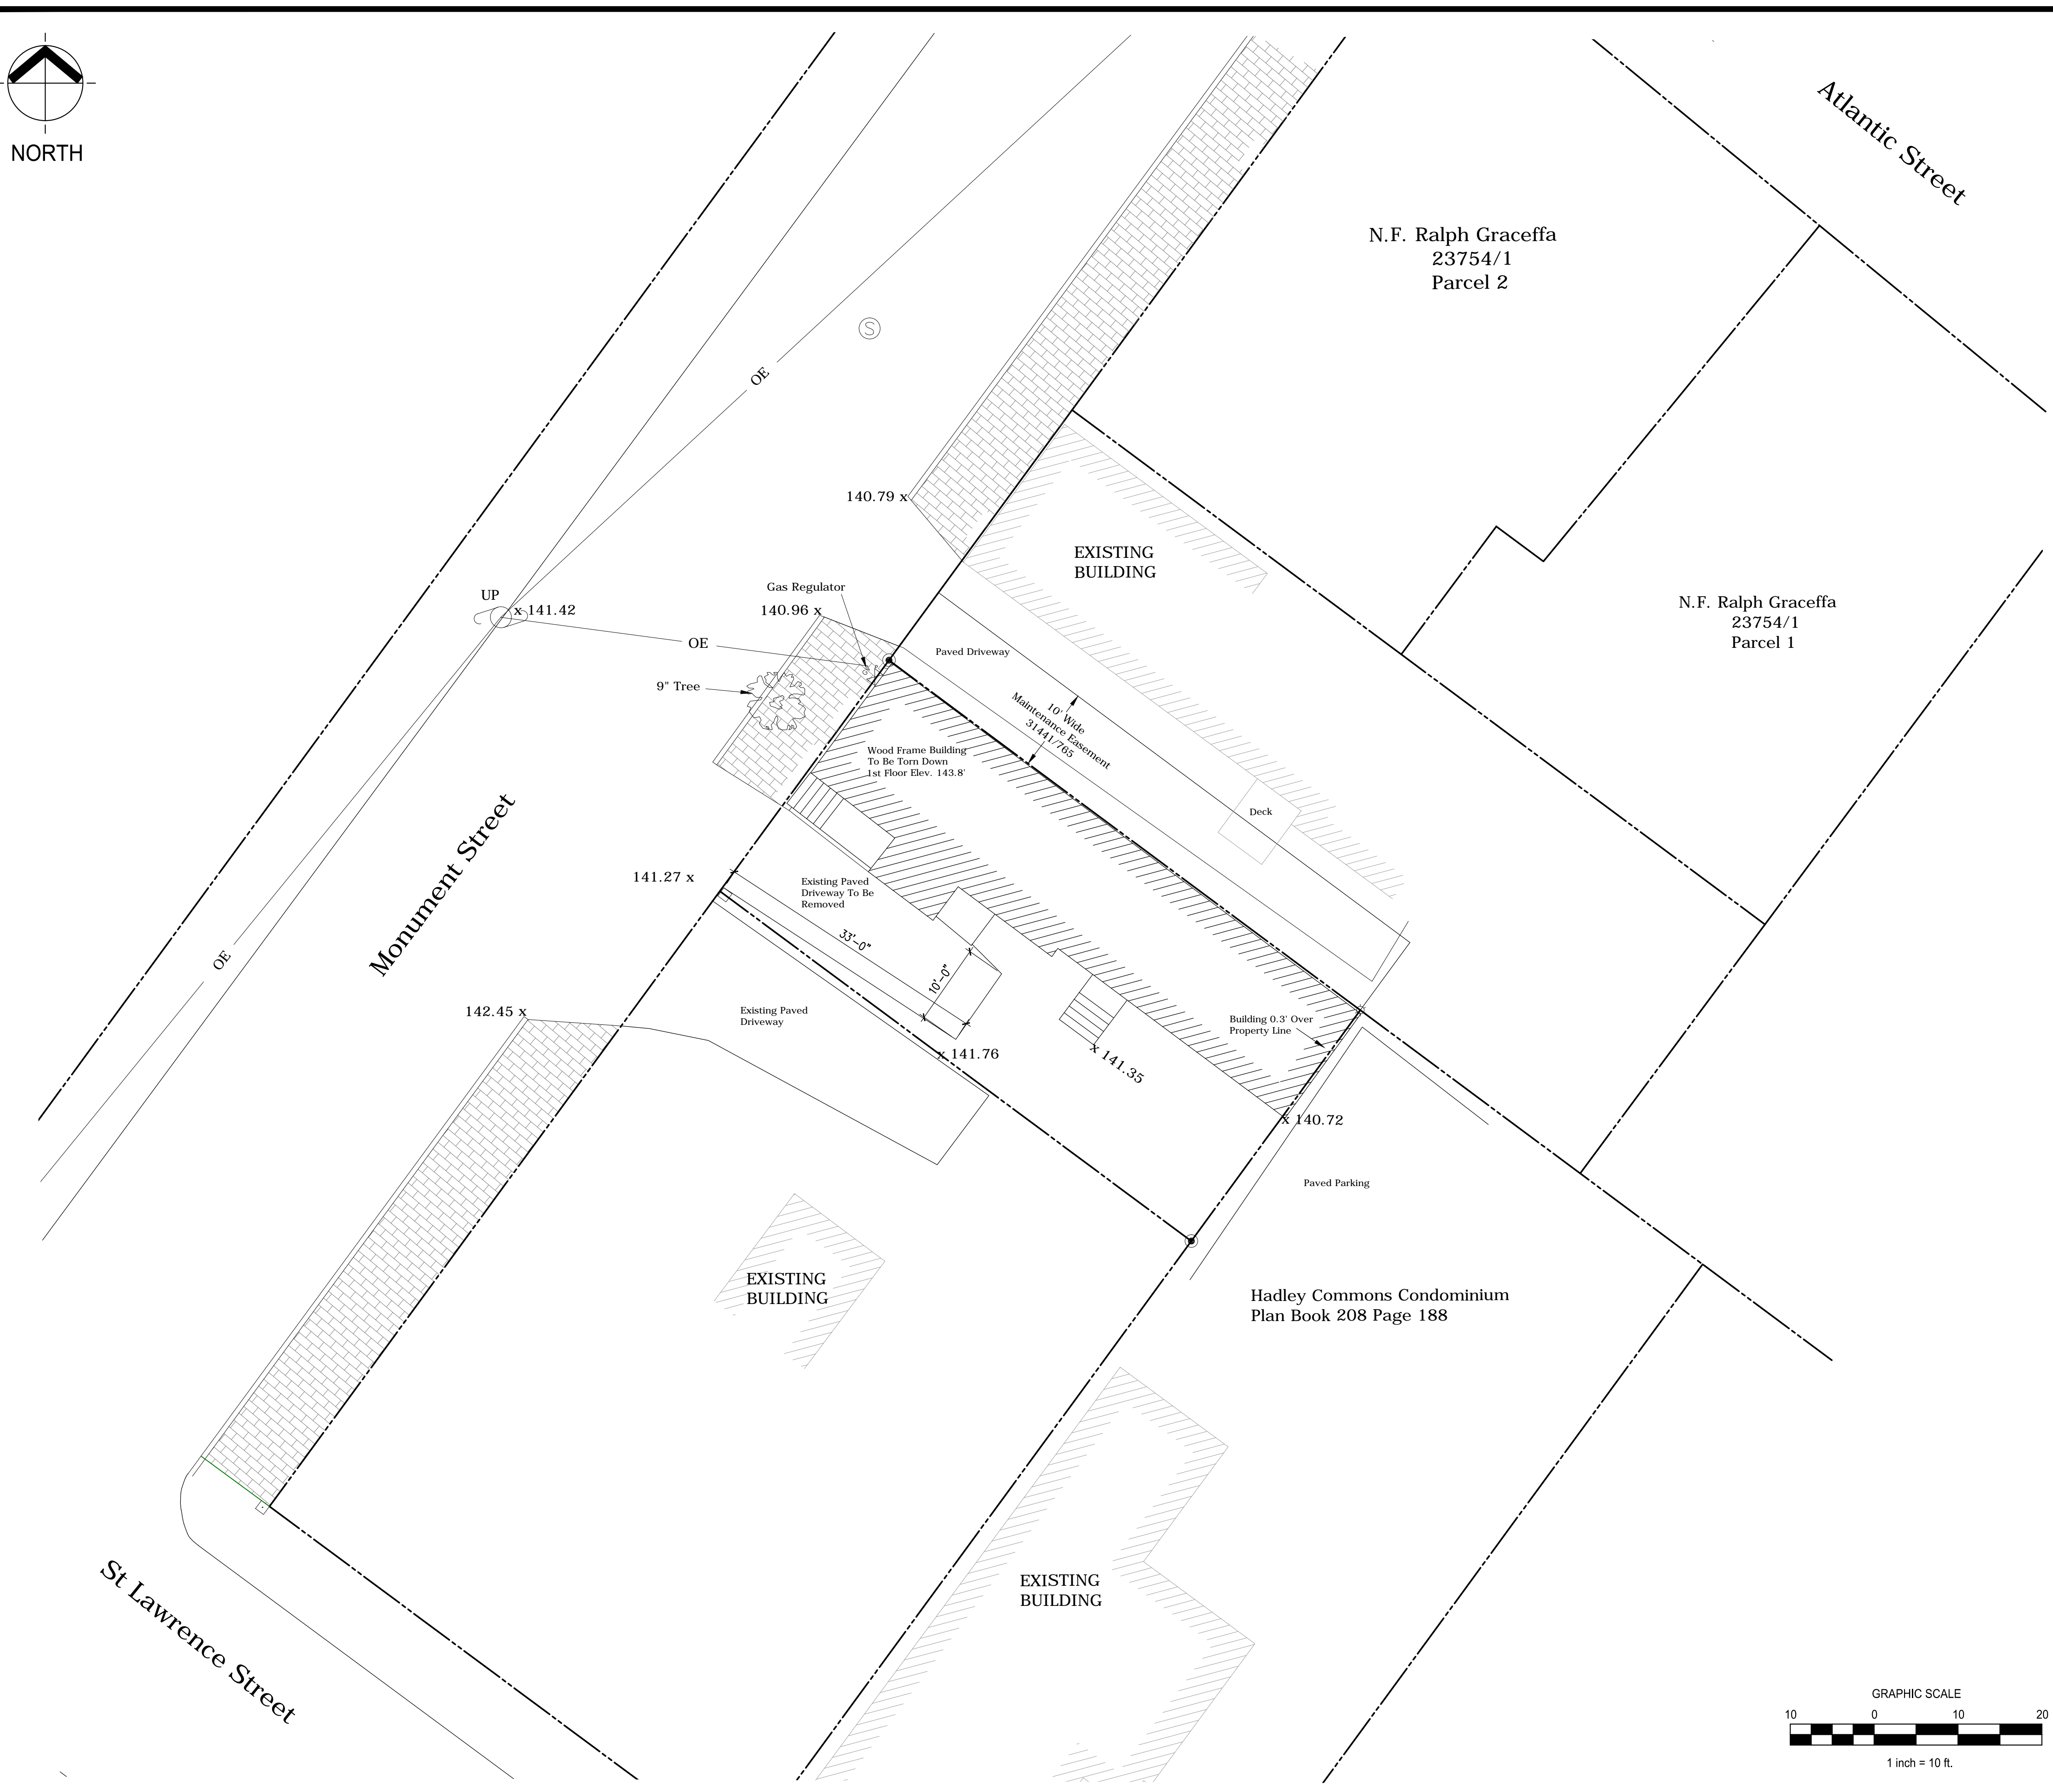 NORTH
Atlantic Street
N.F. Ralph Graceffa
23754/1
Parcel 2
OE
S
140.79 x
EXISTING
BUILDING
N.F. Ralph Graceffa
23754/1
Parcel 1
UP
x 141.42
Gas Regulator
140.96 x
OE
G
9" Tree
Paved Driveway
10' Wide
Maintenance Easement
31441/765
Wood Frame Building
To Be Torn Down
1st Floor Elev. 143.8'
Deck
Monument Street
141.27 x
Existing Paved
Driveway To Be
Removed
33'-0"
10'-0"
OE
142.45 x
Existing Paved
Driveway
Building 0.3' Over
Property Line
x 141.76
x 141.35
x 140.72
Paved Parking
EXISTING
BUILDING
Hadley Commons Condominium
Plan Book 208 Page 188
EXISTING
BUILDING
St Lawrence Street
GRAPHIC SCALE
10 0 10 20
1 inch = 10 ft.